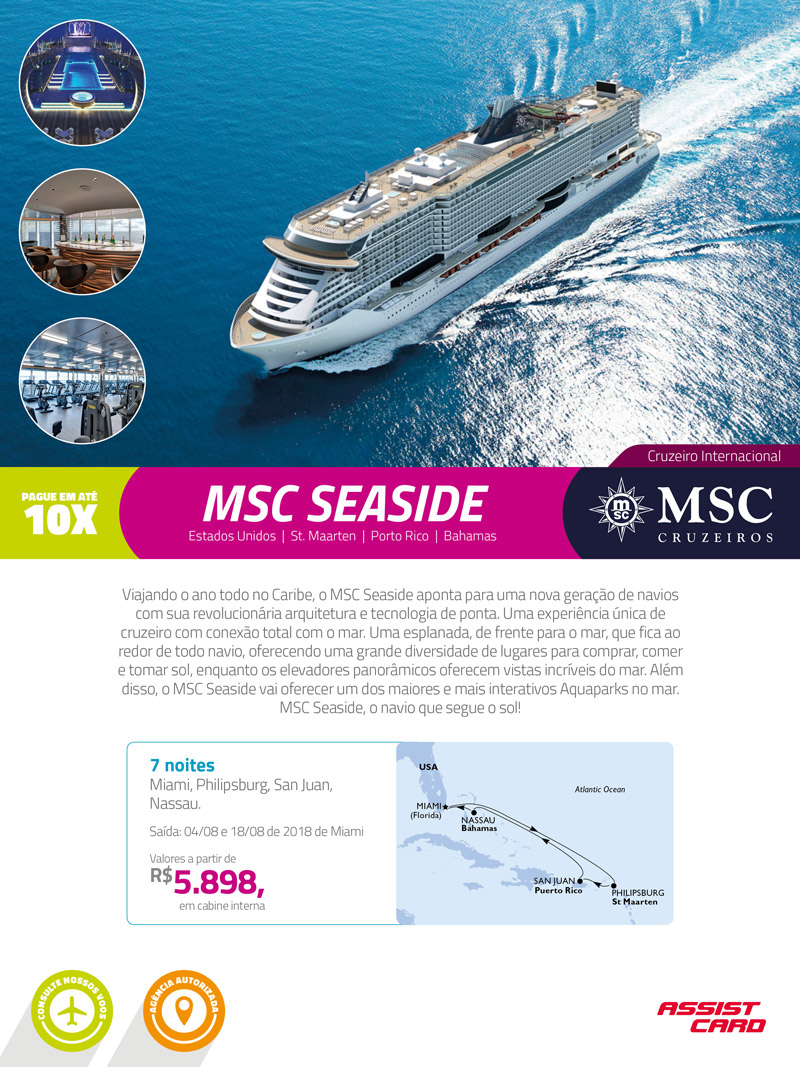 Cruzeiro Internacional
PAGUE EM ATÉ
10X
MSC SEASIDE
Estados Unidos | St. Maarten | Porto Rico | Bahamas
m
sc
MSC
CRUZEIROS
Viajando o ano todo no Caribe, o MSC Seaside aponta para uma nova geração de navios
com sua revolucionária arquitetura e tecnologia de ponta. Uma experiência única de
cruzeiro com conexão total com o mar. Uma esplanada, de frente para o mar, que fica ao
redor de todo navio, oferecendo uma grande diversidade de lugares para comprar, comer
e tomar sol, enquanto os elevadores panorâmicos oferecem vistas incríveis do mar. Além
disso, o MSC Seaside vai oferecer um dos maiores e mais interativos Aquaparks no mar.
MSC Seaside, o navio que segue o sol!
7 noites
Miami, Philipsburg, San Juan,
Nassau.
Saída: 04/08 e 18/08 de 2018 de Miami
Valores a partir de
R$5.898,
em cabine interna
USA
Atlantic Ocean
MIAMI
(Florida)
NASSAU
Bahamas
SAN JUAN
Puerto Rico
PHILIPSBURG
St Maarten
CONSULTE NOSSOS VOOS
AGÊNCIA AUTORIZADA
ASSIST
CARD